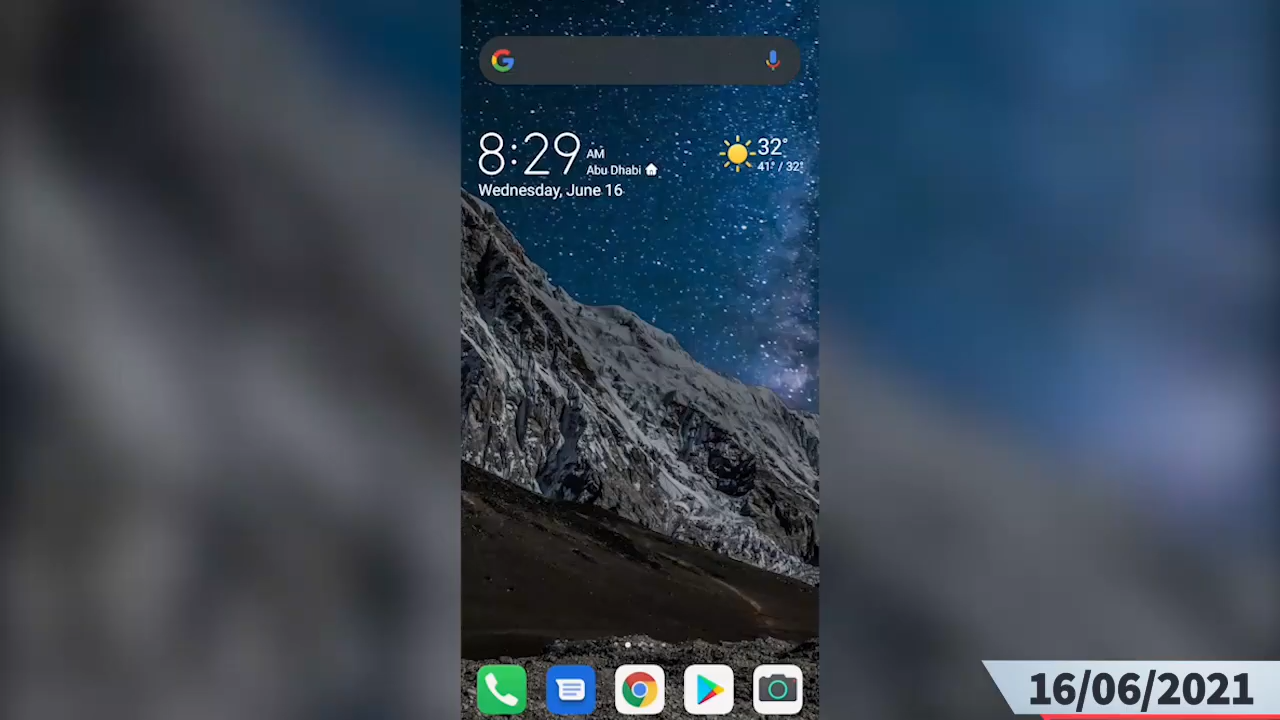 8:29 AM
Abu Dhabi
Wednesday, June 16
32°
41° / 32°
16/06/2021